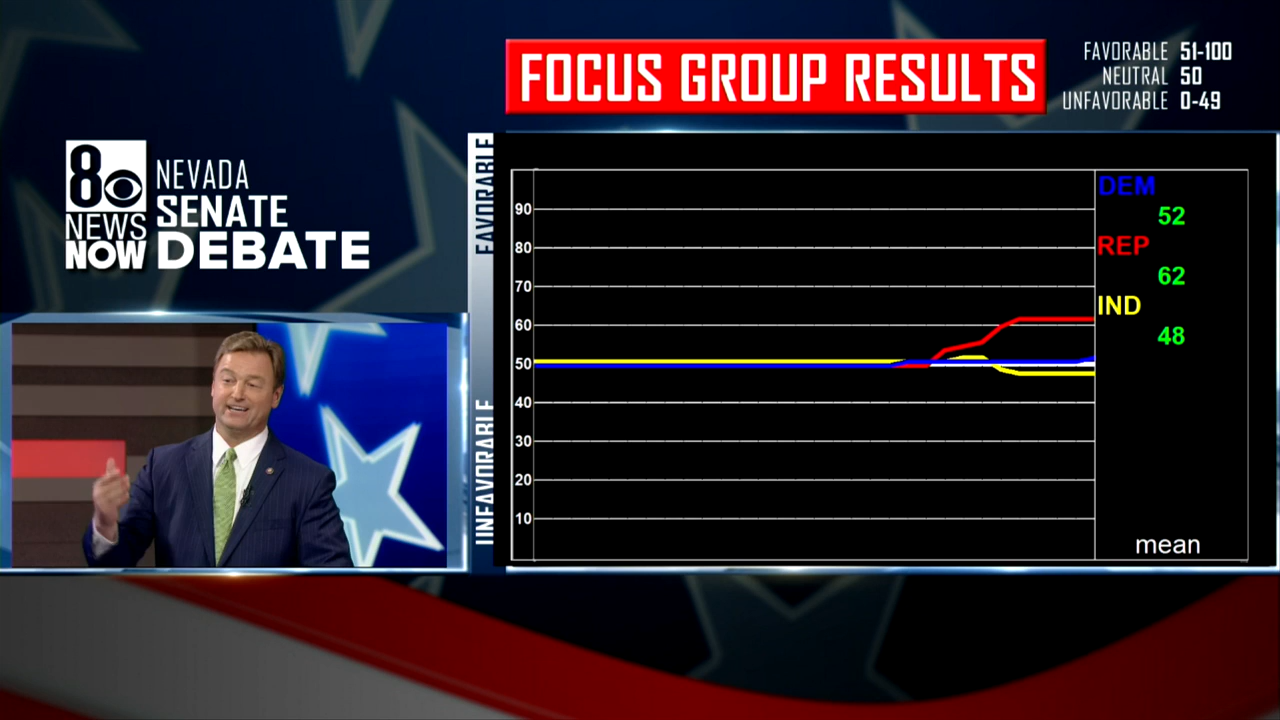 FOCUS GROUP RESULTS
FAVORABLE 51-100
NEUTRAL 50
UNFAVORABLE 0-49
8
NEWS
NOW
NEVADA
SENATE
DEBATE
FAVORABLE
UNFAVORABLE
90
80
70
60
50
40
30
20
10
DEM
52
REP
62
IND
48
mean